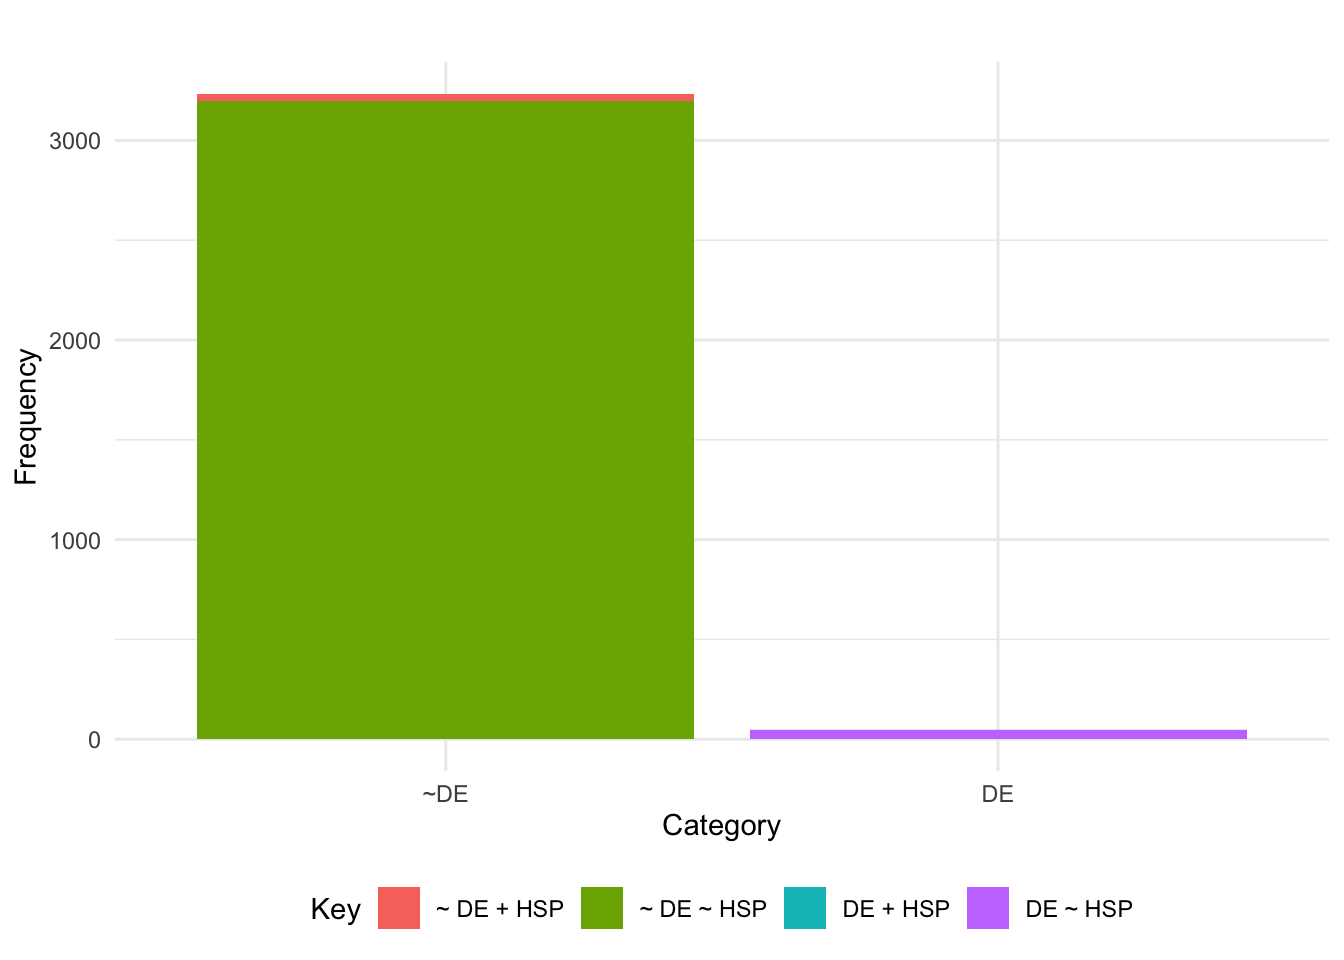 3000
2000
1000
0
Frequency
~DE
DE
Category
Key
~ DE + HSP
~ DE ~ HSP
DE + HSP
DE ~ HSP